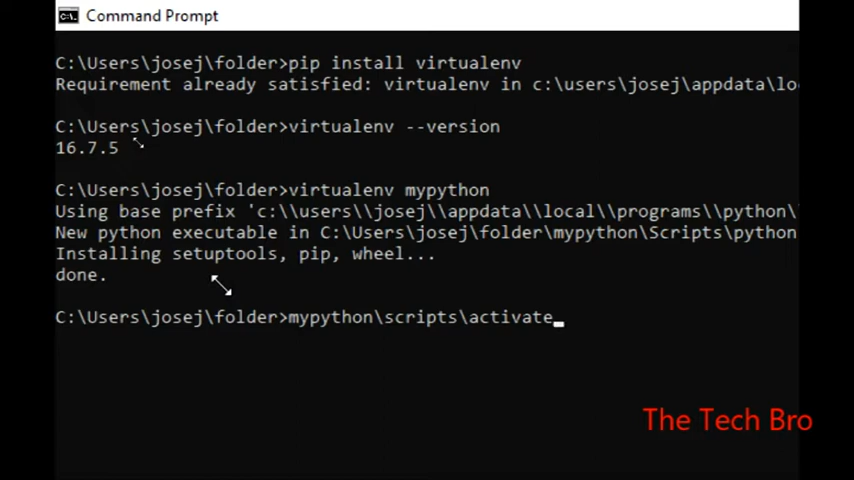 Command Prompt
C:\Users\josej\folder>pip install virtualenv
Requirement already satisfied: virtualenv in c:\users\josej\appdata\lo
C:\Users\josej\folder>virtualenv --version
16.7.5
C:\Users\josej\folder>virtualenv mypython
Using base prefix 'c:\\users\\josej\\appdata\\local\\programs\\python\
New python executable in C:\Users\josej\folder\mypython\Scripts\python
Installing setuptools, pip, wheel...
done.
C:\Users\josej\folder>mypython\scripts\activate
The Tech Bro